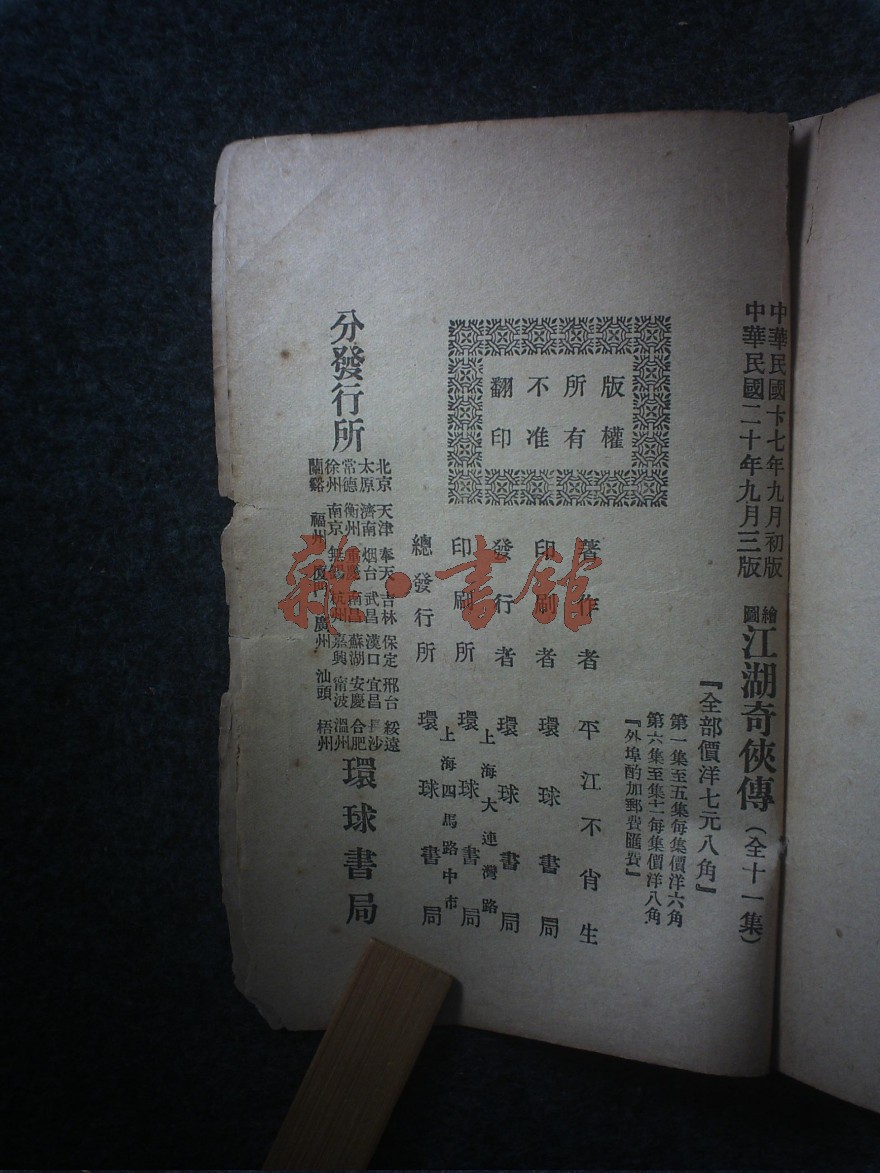 中華民國十七年九月初版
中華民國二十年九月三版
繪圖江湖奇俠傳(全十一集)
『全部價洋七元八角』
第一集至五集每集價洋六角
第六集至集十一每集價洋八角
『外埠酌加郵費匯費』
版權
所有
不准
翻印
著作者 平江不肖生
印刷者 環球書局
發行者 環球書局
上海大連灣路
印刷所 環球書局
上海四馬路中市
總發行所 環球書局
分發行所
北京 天津 奉天 吉林 保定 邢台 綏遠
太原 濟南 烟台 武昌 漢口 宜昌 長沙
常德 衡州 重慶 南昌 蘇湖 安慶 合肥
徐州 南京 無錫 杭州 嘉興 甯波 溫州
蘭谿 福州 廈門 廣州 汕頭 梧州
環球書局
雜·書館